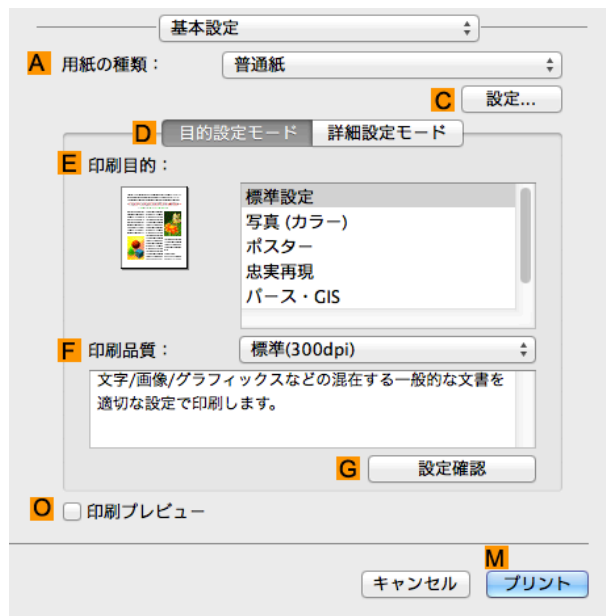 基本設定
A 用紙の種類： 普通紙
C 設定...
D 目的設定モード 詳細設定モード
E 印刷目的：
標準設定
写真 (カラー)
ポスター
忠実再現
パース・GIS
F 印刷品質： 標準(300dpi)
文字/画像/グラフィックスなどの混在する一般的な文書を
適切な設定で印刷します。
G 設定確認
O 印刷プレビュー
M
キャンセル プリント